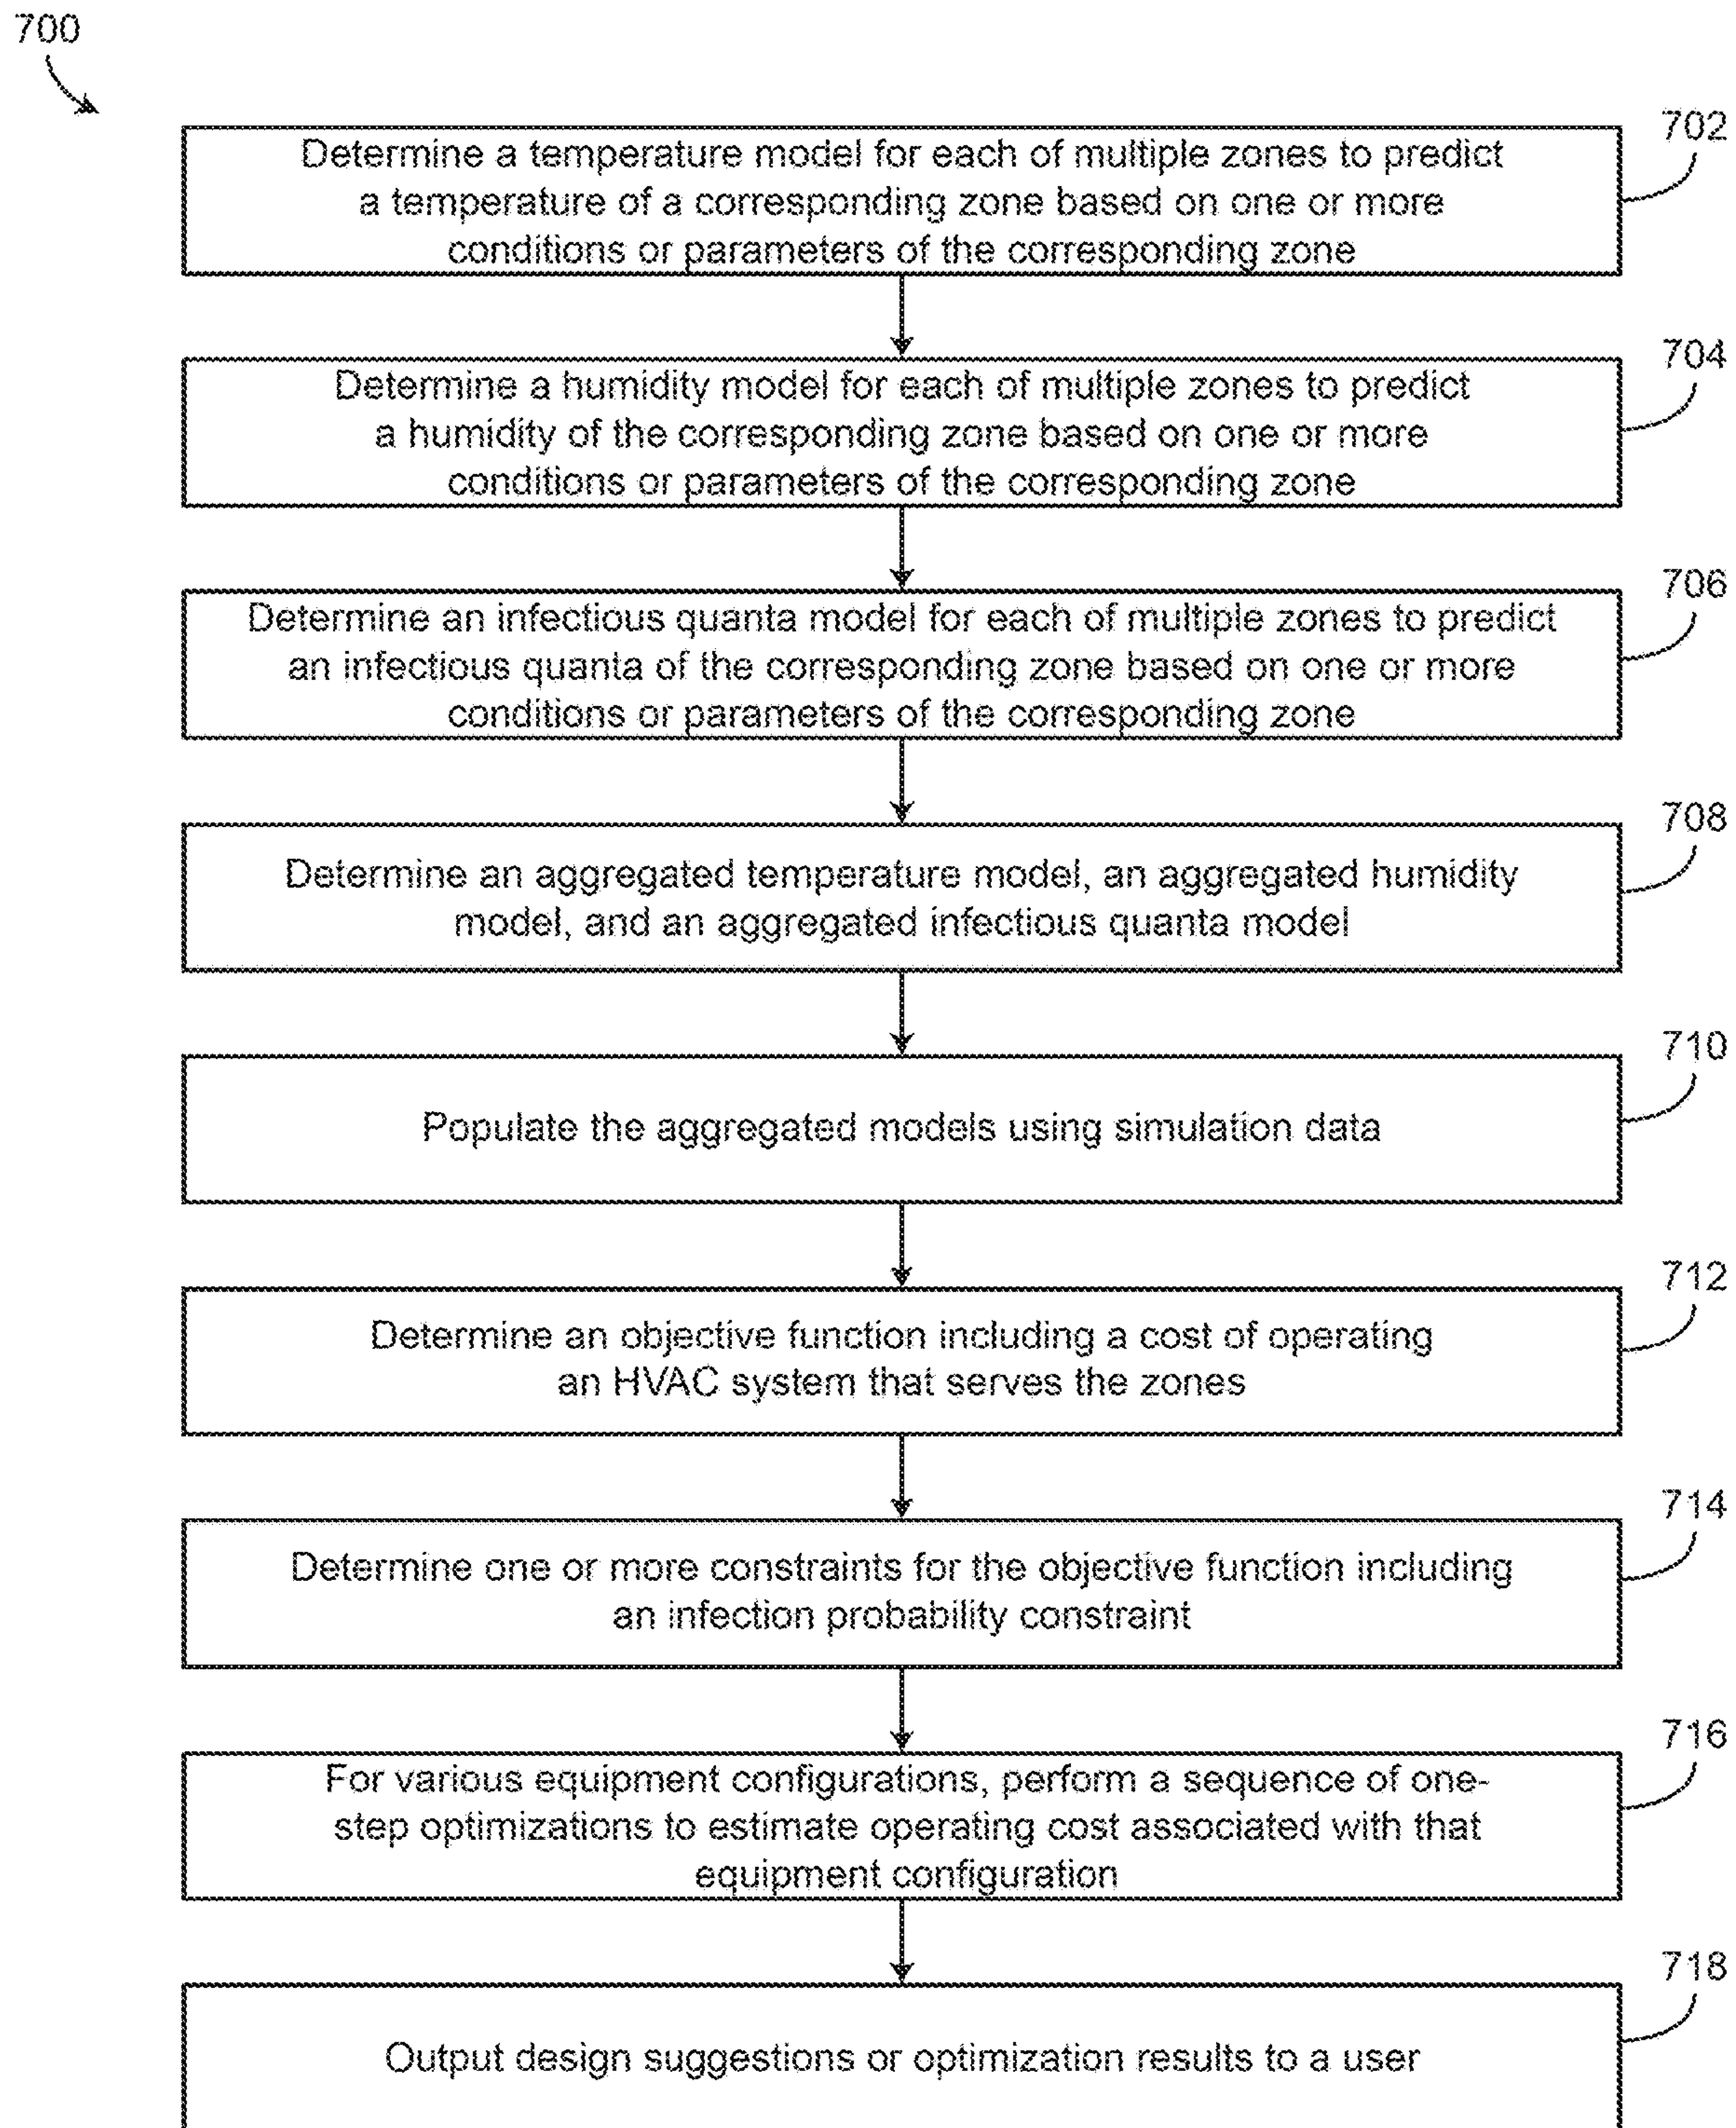 700
702
Determine a temperature model for each of multiple zones to predict
a temperature of a corresponding zone based on one or more
conditions or parameters of the corresponding zone
704
Determine a humidity model for each of multiple zones to predict
a humidity of the corresponding zone based on one or more
conditions or parameters of the corresponding zone
706
Determine an infectious quanta model for each of multiple zones to predict
an infectious quanta of the corresponding zone based on one or more
conditions or parameters of the corresponding zone
708
Determine an aggregated temperature model, an aggregated humidity
model, and an aggregated infectious quanta model
710
Populate the aggregated models using simulation data
712
Determine an objective function including a cost of operating
an HVAC system that serves the zones
714
Determine one or more constraints for the objective function including
an infection probability constraint
716
For various equipment configurations, perform a sequence of one-
step optimizations to estimate operating cost associated with that
equipment configuration
718
Output design suggestions or optimization results to a user